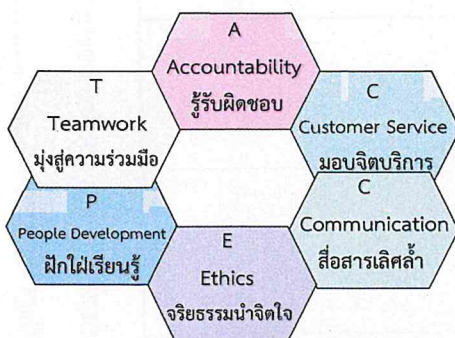 A
Accountability
รู้รับผิดชอบ
C
Customer Service
มอบจิตบริการ
C
Communication
สื่อสารเลิศล้ำ
E
Ethics
จริยธรรมนำจิตใจ
P
People Development
ฝักใฝ่เรียนรู้
T
Teamwork
มุ่งสู่ความร่วมมือ